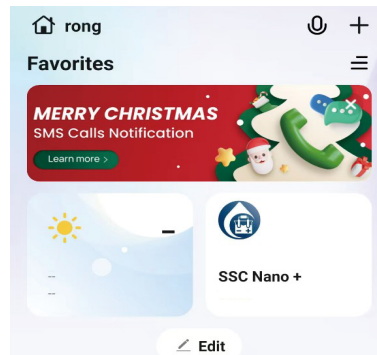 rong
Favorites
MERRY CHRISTMAS
SMS Calls Notification
Learn more >
--
--
SSC Nano +
Edit